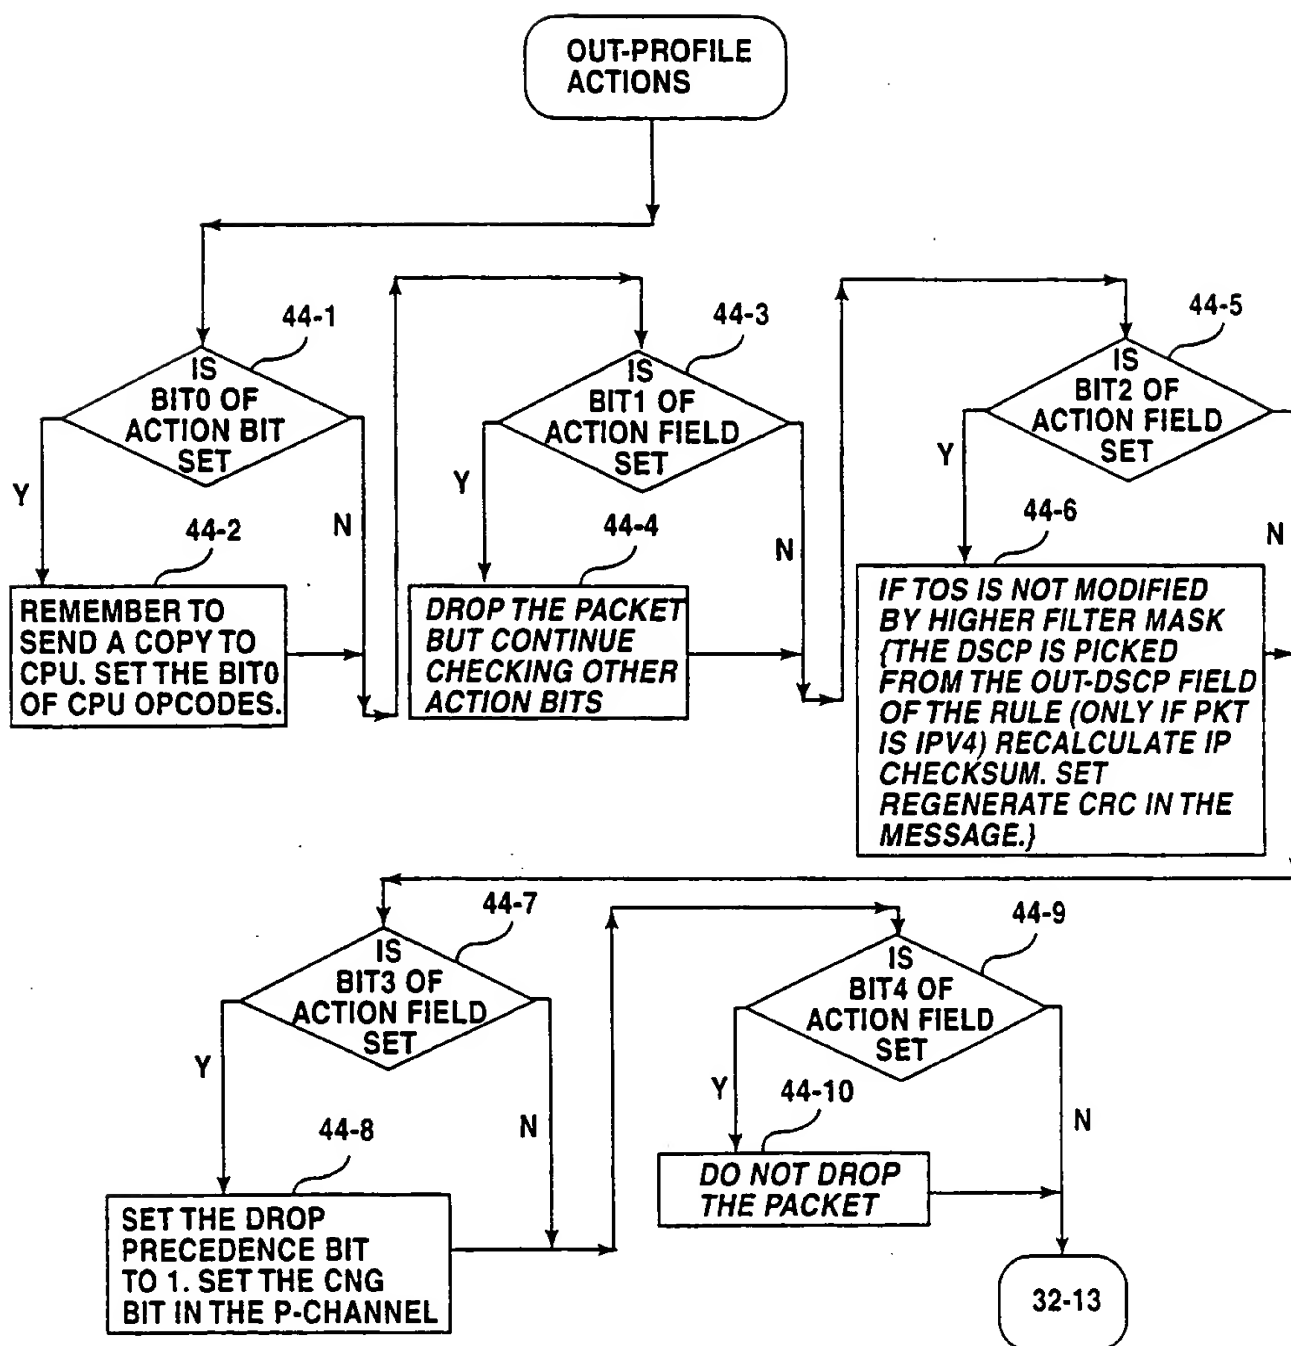 OUT-PROFILE
ACTIONS
44-1
IS
BIT0 OF
ACTION BIT
SET
Y
N
44-2
REMEMBER TO
SEND A COPY TO
CPU. SET THE BIT0
OF CPU OPCODES.
44-3
IS
BIT1 OF
ACTION FIELD
SET
Y
N
44-4
DROP THE PACKET
BUT CONTINUE
CHECKING OTHER
ACTION BITS
44-5
IS
BIT2 OF
ACTION FIELD
SET
Y
N
44-6
IF TOS IS NOT MODIFIED
BY HIGHER FILTER MASK
{THE DSCP IS PICKED
FROM THE OUT-DSCP FIELD
OF THE RULE (ONLY IF PKT
IS IPV4) RECALCULATE IP
CHECKSUM. SET
REGENERATE CRC IN THE
MESSAGE.}
44-7
IS
BIT3 OF
ACTION FIELD
SET
Y
N
44-8
SET THE DROP
PRECEDENCE BIT
TO 1. SET THE CNG
BIT IN THE P-CHANNEL
44-9
IS
BIT4 OF
ACTION FIELD
SET
Y
N
44-10
DO NOT DROP
THE PACKET
32-13